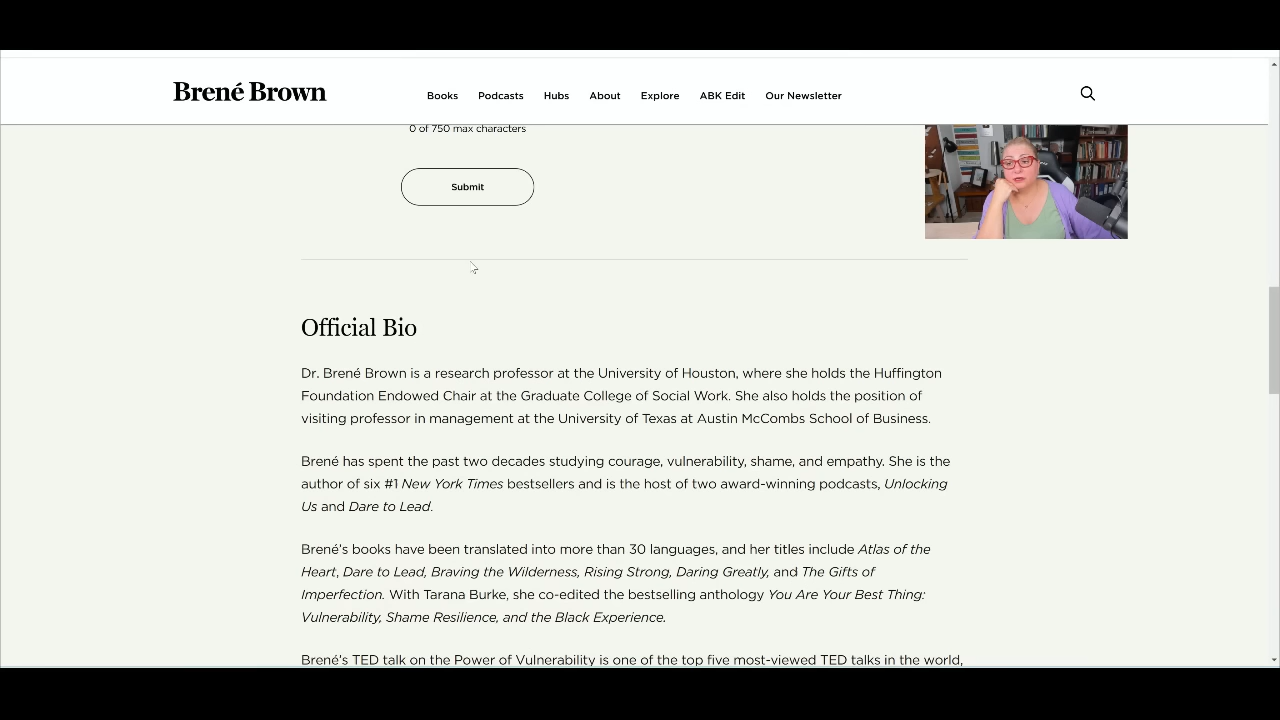 Brené Brown
Books Podcasts Hubs About Explore ABK Edit Our Newsletter
0 of 750 max characters
Submit
Official Bio
Dr. Brené Brown is a research professor at the University of Houston, where she holds the Huffington
Foundation Endowed Chair at the Graduate College of Social Work. She also holds the position of
visiting professor in management at the University of Texas at Austin McCombs School of Business.
Brené has spent the past two decades studying courage, vulnerability, shame, and empathy. She is the
author of six #1 New York Times bestsellers and is the host of two award-winning podcasts, Unlocking
Us and Dare to Lead.
Brené’s books have been translated into more than 30 languages, and her titles include Atlas of the
Heart, Dare to Lead, Braving the Wilderness, Rising Strong, Daring Greatly, and The Gifts of
Imperfection. With Tarana Burke, she co-edited the bestselling anthology You Are Your Best Thing:
Vulnerability, Shame Resilience, and the Black Experience.
Brené’s TED talk on the Power of Vulnerability is one of the top five most-viewed TED talks in the world,